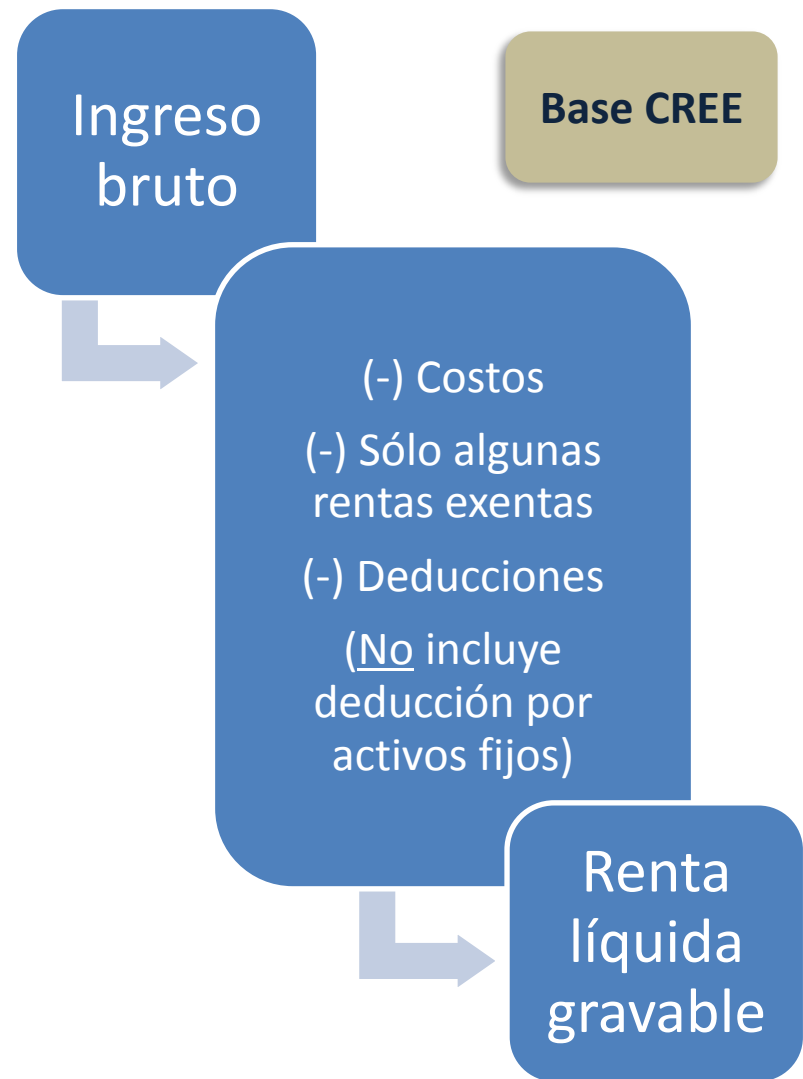 Ingreso
bruto
Base CREE
(-) Costos
(-) Sólo algunas
rentas exentas
(-) Deducciones
(No incluye
deducción por
activos fijos)
Renta
líquida
gravable